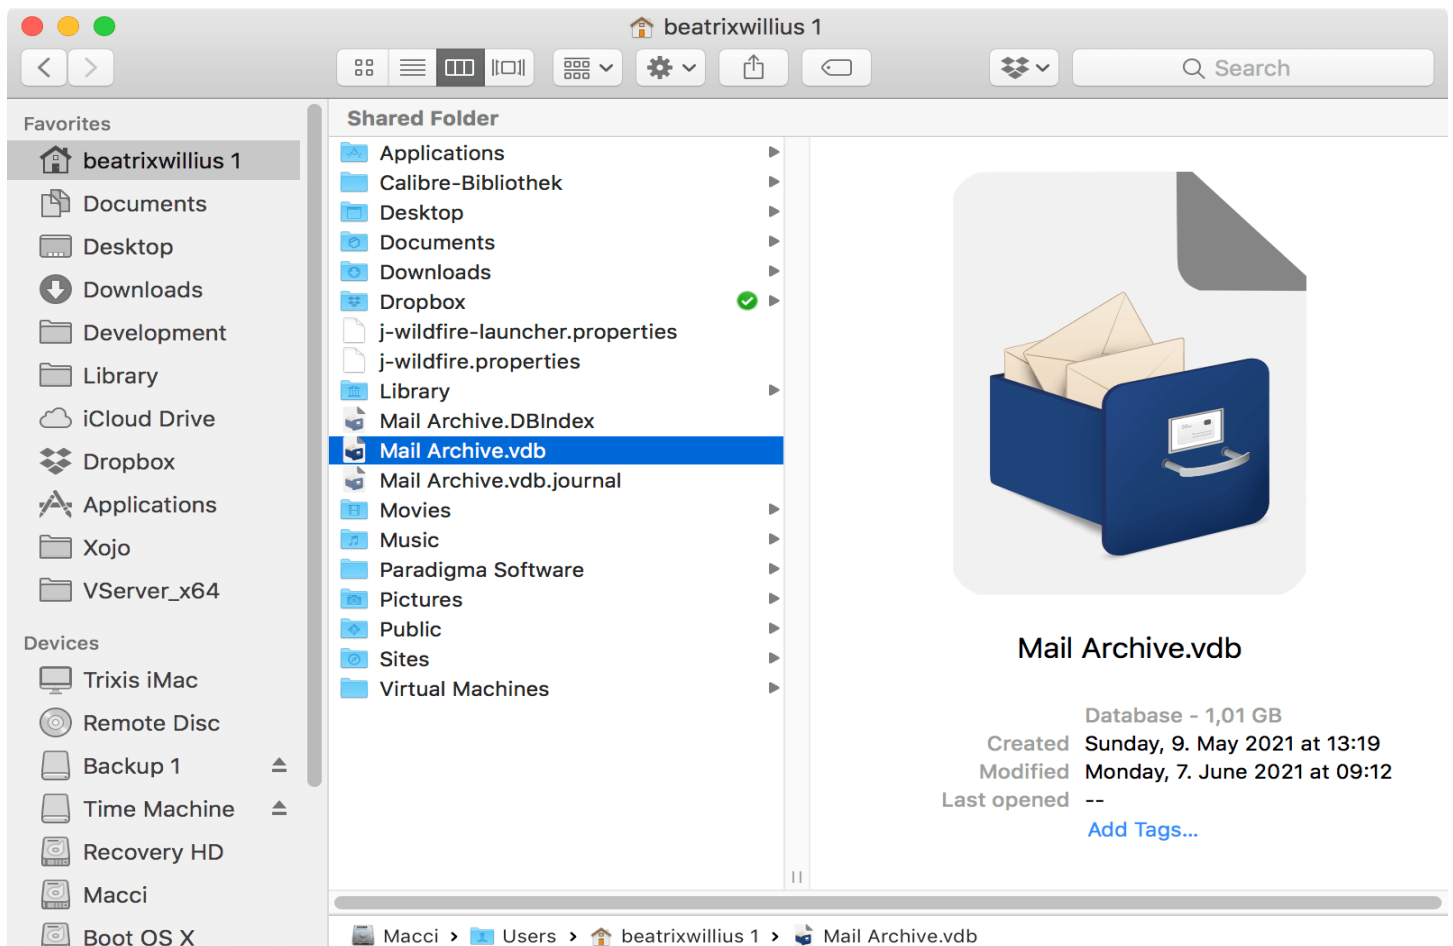 beatrixwillius 1
Search
Favorites
beatrixwillius 1
Documents
Desktop
Downloads
Development
Library
iCloud Drive
Dropbox
Applications
Xojo
VServer_x64
Devices
Trixis iMac
Remote Disc
Backup 1
Time Machine
Recovery HD
Macci
Boot OS X
Shared Folder
Applications
Calibre-Bibliothek
Desktop
Documents
Downloads
Dropbox
j-wildfire-launcher.properties
j-wildfire.properties
Library
Mail Archive.DBIndex
Mail Archive.vdb
Mail Archive.vdb.journal
Movies
Music
Paradigma Software
Pictures
Public
Sites
Virtual Machines
Mail Archive.vdb
Database - 1,01 GB
Created Sunday, 9. May 2021 at 13:19
Modified Monday, 7. June 2021 at 09:12
Last opened --
Add Tags...
Macci › Users › beatrixwillius 1 › Mail Archive.vdb